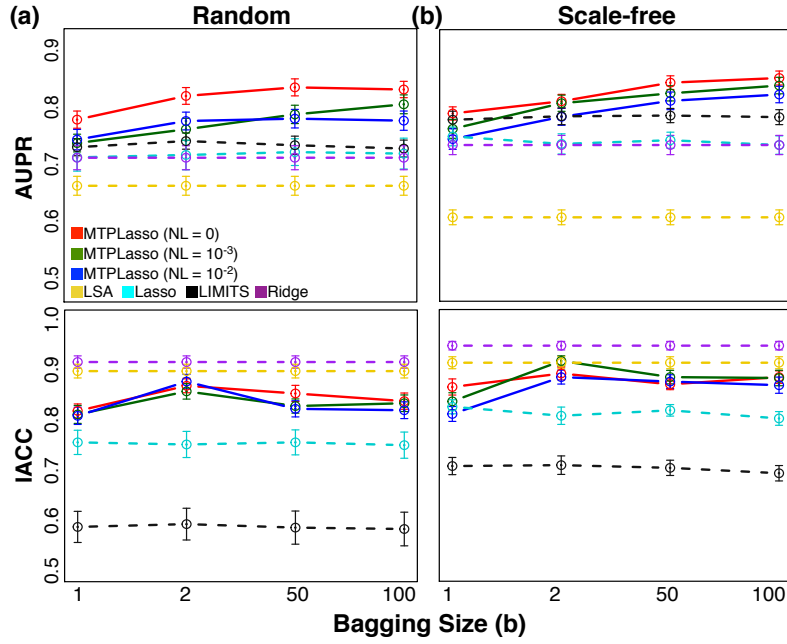 (a) Random (b) Scale-free
AUPR
0.9
0.8
0.7
0.6
0.5
MTPLasso (NL = 0)
MTPLasso (NL = 10⁻³)
MTPLasso (NL = 10⁻²)
LSA Lasso LIMITS Ridge
IACC
1.0
0.9
0.8
0.7
0.6
0.5
1 2 50 100 1 2 50 100
Bagging Size (b)